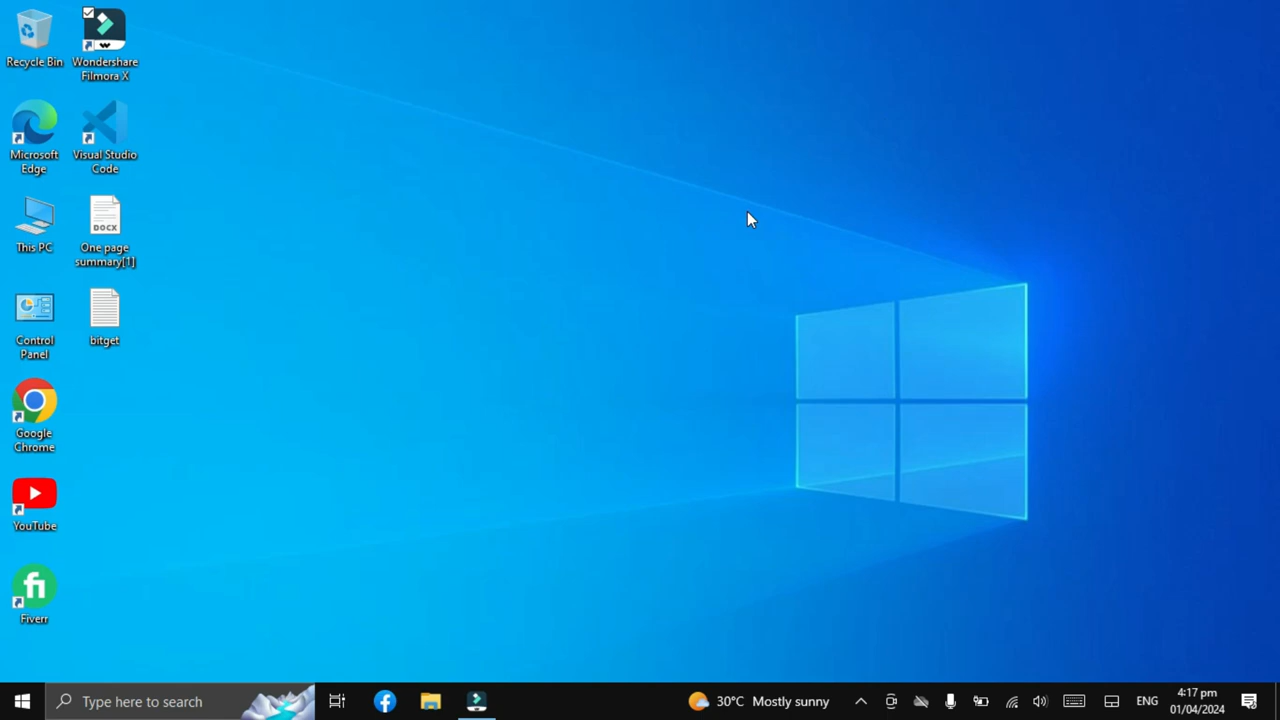 Recycle Bin
Wondershare
Filmora X
Microsoft
Edge
Visual Studio
Code
This PC
DOCX
One page
summary[1]
Control
Panel
bitget
Google
Chrome
YouTube
fi
Fiverr
Type here to search
30°C Mostly sunny
ENG
4:17 pm
01/04/2024